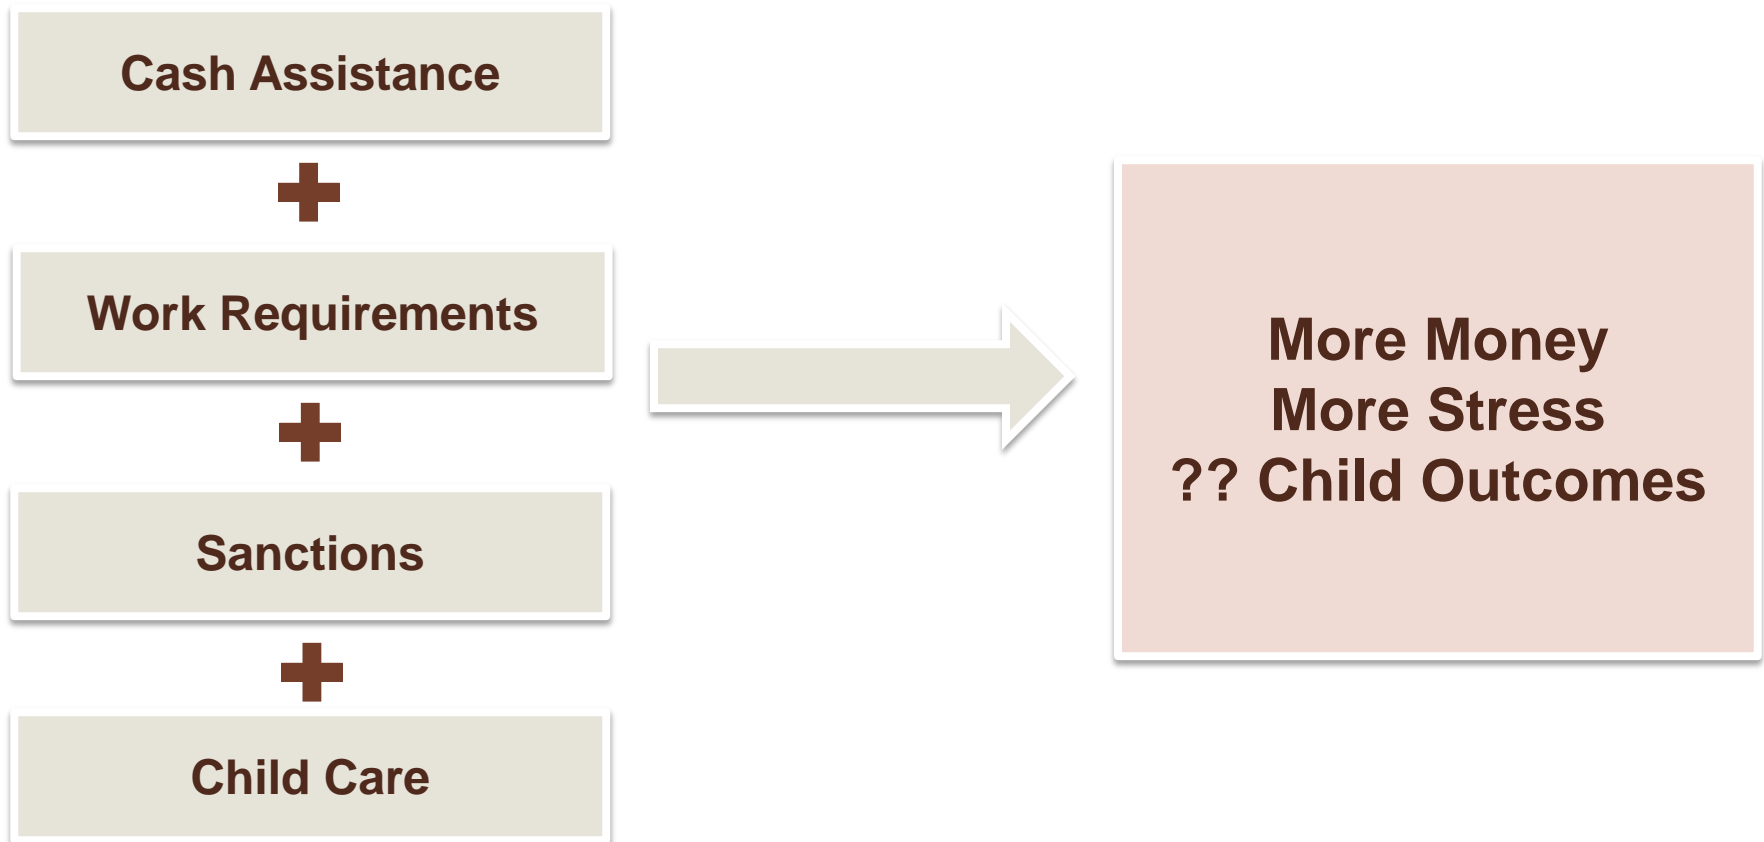 Cash Assistance
Work Requirements
Sanctions
Child Care
More Money
More Stress
?? Child Outcomes